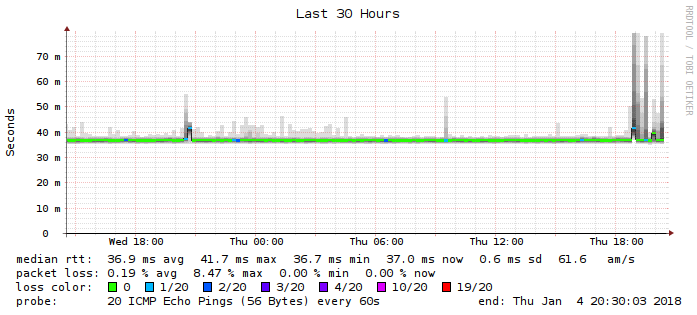 Last 30 Hours
RRDTOOL / TOBI OETIKER
Seconds
70 m
60 m
50 m
40 m
30 m
20 m
10 m
0
Wed 18:00 Thu 00:00 Thu 06:00 Thu 12:00 Thu 18:00
median rtt: 36.9 ms avg 41.7 ms max 36.7 ms min 37.0 ms now 0.6 ms sd 61.6 am/s
packet loss: 0.19 % avg 8.47 % max 0.00 % min 0.00 % now
loss color: 0 1/20 2/20 3/20 4/20 10/20 19/20
probe: 20 ICMP Echo Pings (56 Bytes) every 60s end: Thu Jan 4 20:30:03 2018